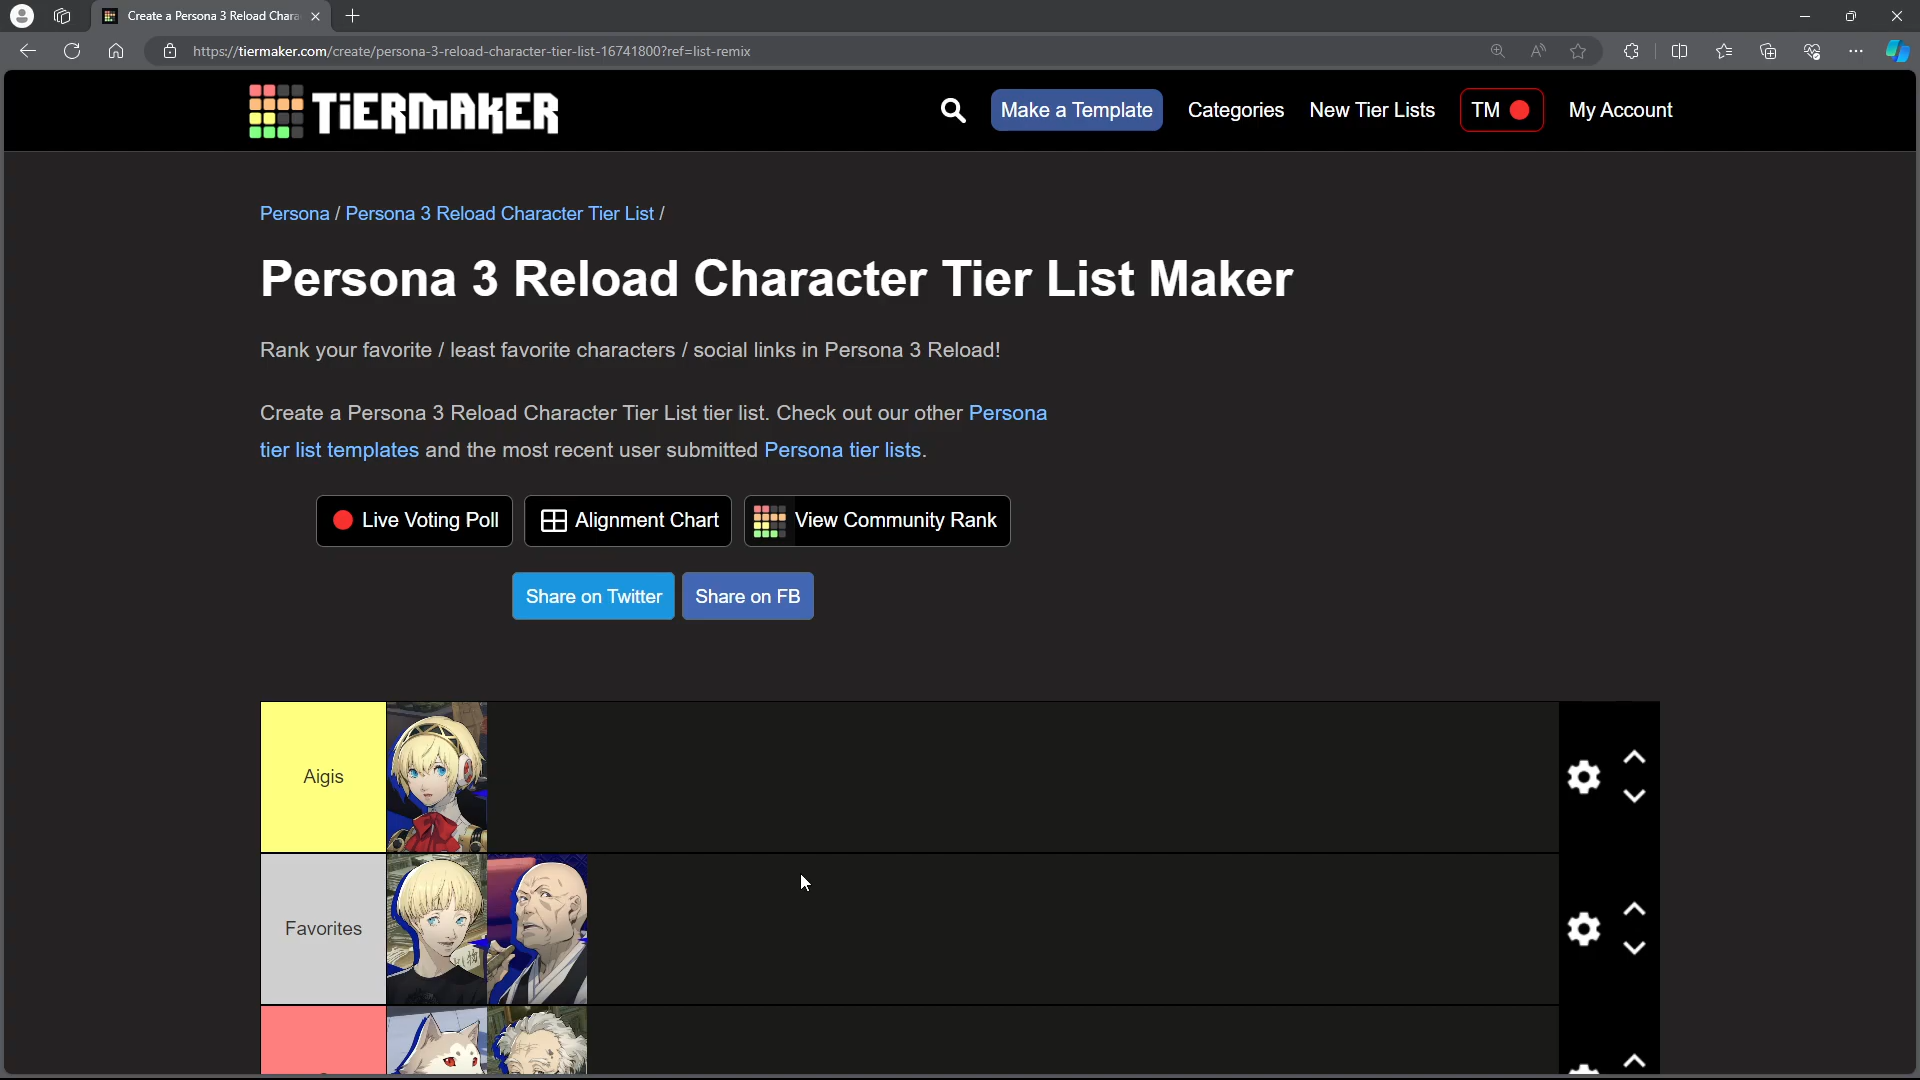 Create a Persona 3 Reload Chara
https://tiermaker.com/create/persona-3-reload-character-tier-list-16741800?ref=list-remix
TiERMAKER
Make a Template
Categories
New Tier Lists
TM
My Account
Persona / Persona 3 Reload Character Tier List /
Persona 3 Reload Character Tier List Maker
Rank your favorite / least favorite characters / social links in Persona 3 Reload!
Create a Persona 3 Reload Character Tier List tier list. Check out our other Persona
tier list templates and the most recent user submitted Persona tier lists.
Live Voting Poll
Alignment Chart
View Community Rank
Share on Twitter
Share on FB
Aigis
Favorites